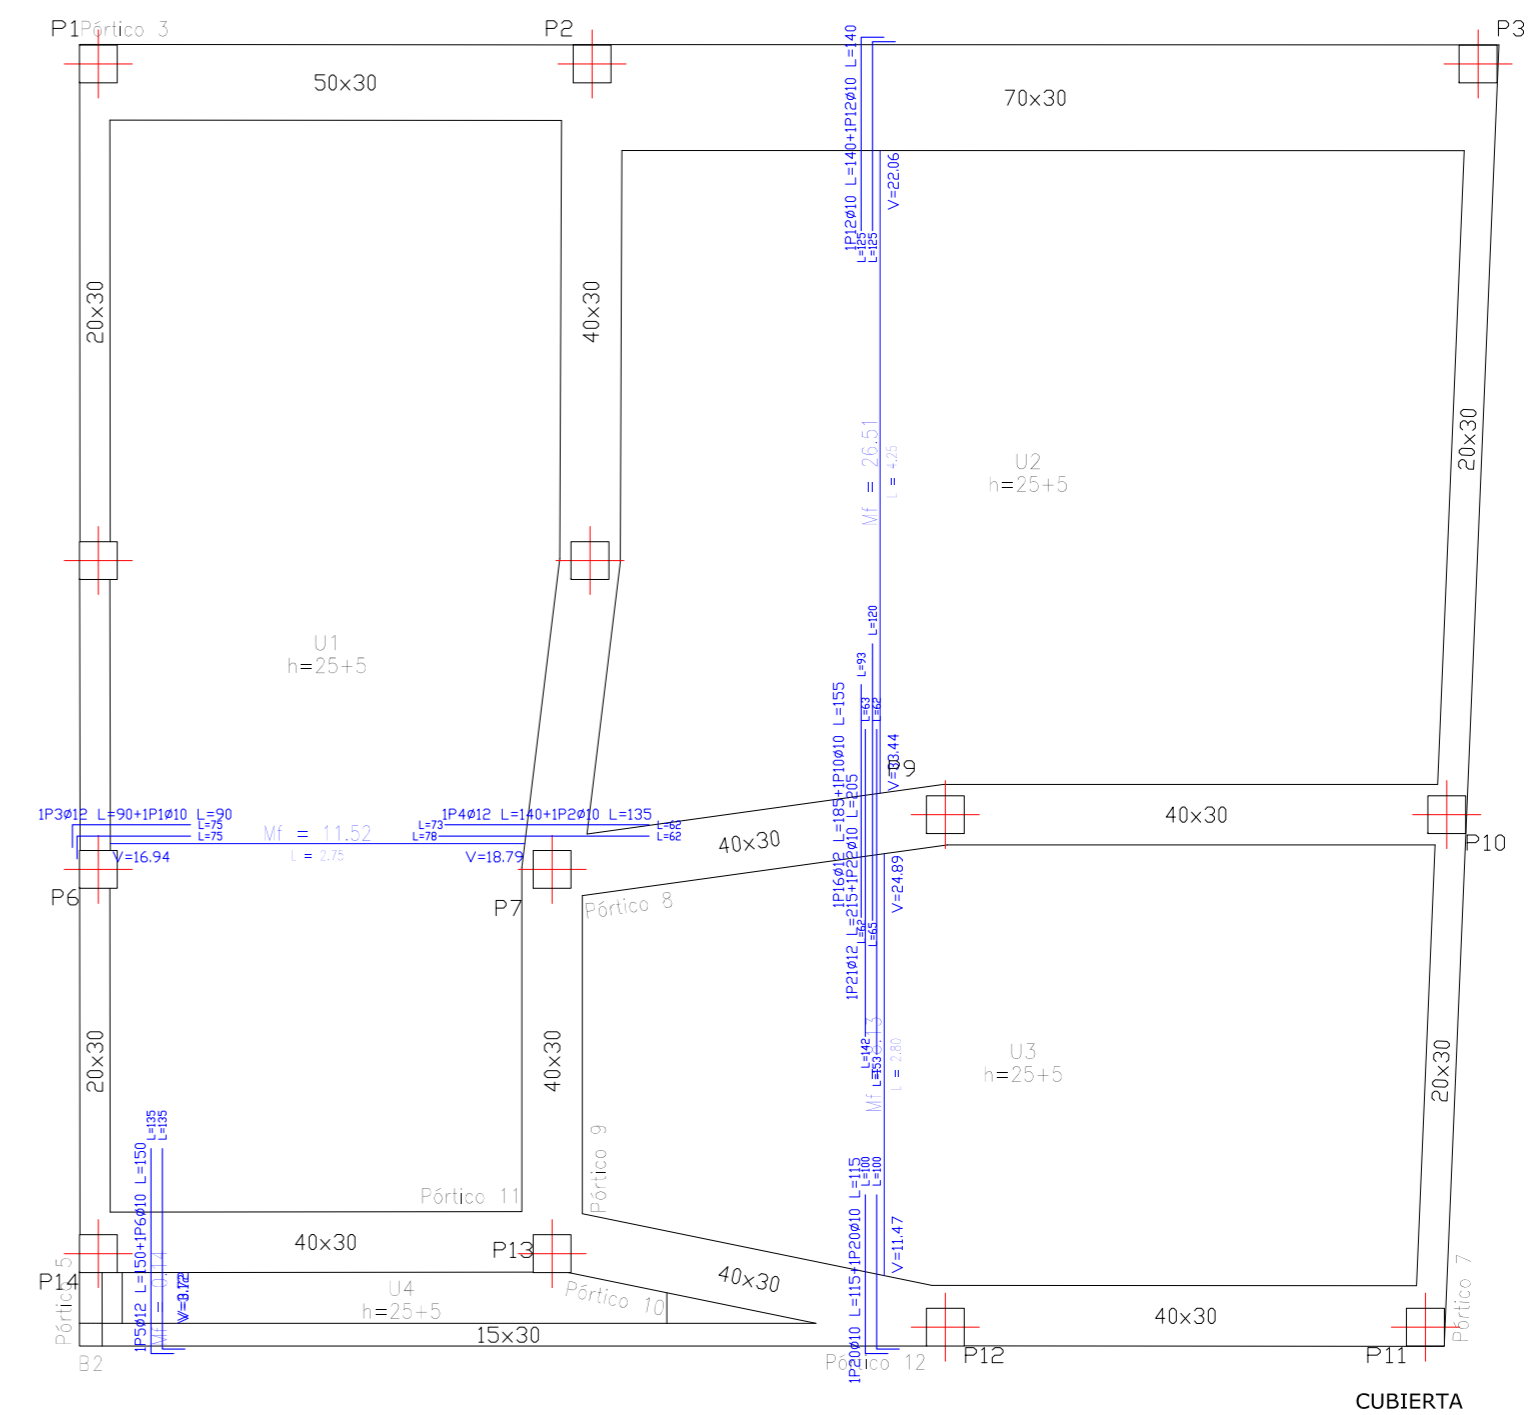 P1
Pórtico 3
P2
P3
50x30
70x30
1P12ø10 L=140+1P12ø10 L=140
L=125
L=125
V=22.06
20x30
40x30
20x30
Mf = 26.51
L = 4.25
U2
h=25+5
U1
h=25+5
L=120
L=93
L=63
L=62
1P16ø12 L=185+1P10ø10 L=155
V=33.44
P9
1P3ø12 L=90+1P1ø10 L=90
L=75
L=75
Mf = 11.52
L = 2.75
1P4ø12 L=140+1P2ø10 L=135
L=73
L=78
L=62
L=62
V=16.94
V=18.79
40x30
40x30
P10
P6
P7
Pórtico 8
1P21ø12 L=215+1P22ø10 L=205
L=62
L=65
V=24.89
20x30
40x30
L=142
L=153
Mf
L = 2.80
U3
h=25+5
20x30
L=135
L=135
1P5ø12 L=150+1P6ø10 L=150
Pórtico 11
Pórtico 9
L=100
L=100
1P20ø10 L=115+1P20ø10 L=115
V=11.47
40x30
P13
P14
Pórtico 5
Mf = 0.14
U4
h=25+5
Pórtico 10
40x30
40x30
Pórtico 7
15x30
B2
Pórtico 12
P12
P11
CUBIERTA